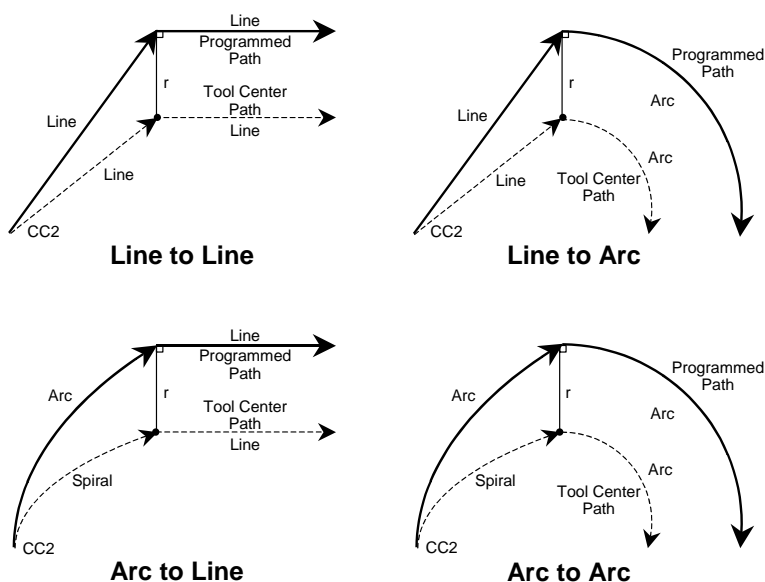 Line
Programmed
Path
r
Tool Center
Path
Line
Line
Line
CC2
Line to Line
Programmed
Path
r
Arc
Line
Arc
Line
Tool Center
Path
CC2
Line to Arc
Line
Programmed
Path
Arc
r
Tool Center
Path
Line
Spiral
CC2
Arc to Line
Programmed
Path
Arc
r
Arc
Arc
Spiral
Tool Center
Path
CC2
Arc to Arc